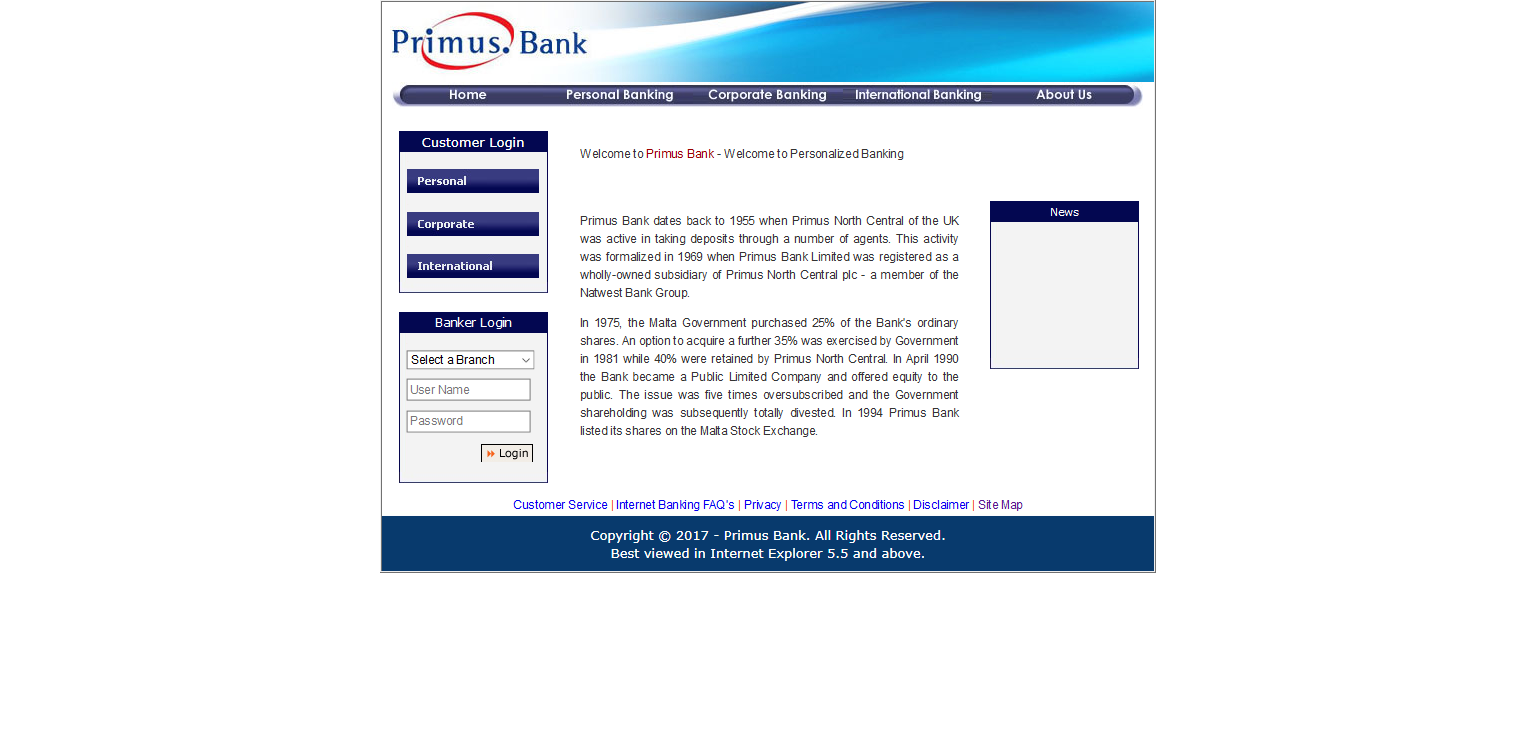 Primus. Bank
Home Personal Banking Corporate Banking International Banking About Us
Customer Login
Personal
Corporate
International
Banker Login
Select a Branch
User Name
Password
Login
Welcome to Primus Bank - Welcome to Personalized Banking
Primus Bank dates back to 1955 when Primus North Central of the UK
was active in taking deposits through a number of agents. This activity
was formalized in 1969 when Primus Bank Limited was registered as a
wholly-owned subsidiary of Primus North Central plc - a member of the
Natwest Bank Group.
In 1975, the Malta Government purchased 25% of the Bank's ordinary
shares. An option to acquire a further 35% was exercised by Government
in 1981 while 40% were retained by Primus North Central. In April 1990
the Bank became a Public Limited Company and offered equity to the
public. The issue was five times oversubscribed and the Government
shareholding was subsequently totally divested. In 1994 Primus Bank
listed its shares on the Malta Stock Exchange.
News
Customer Service | Internet Banking FAQ's | Privacy | Terms and Conditions | Disclaimer | Site Map
Copyright © 2017 - Primus Bank. All Rights Reserved.
Best viewed in Internet Explorer 5.5 and above.